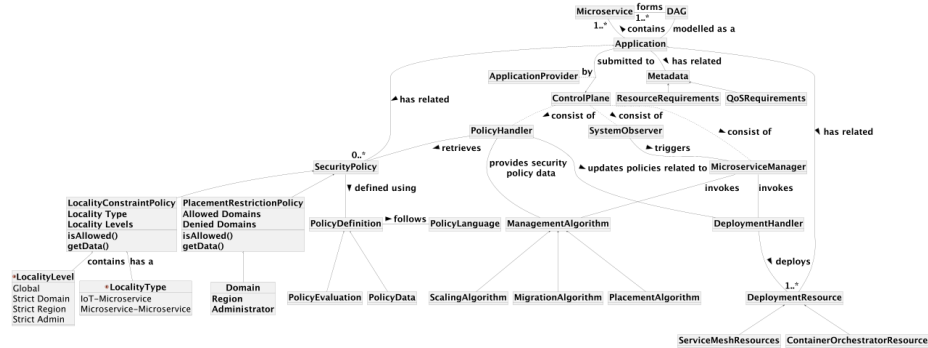 Microservice forms DAG
1..* 1..*
contains modelled as a
Application
submitted to has related
ApplicationProvider by Metadata
ControlPlane ResourceRequirements QoSRequirements
has related
consist of consist of
PolicyHandler SystemObserver consist of has related
retrieves triggers
0..*
SecurityPolicy provides security policy data updates policies related to MicroserviceManager
defined using invokes invokes
LocalityConstraintPolicy
Locality Type
Locality Levels
isAllowed()
getData()
PlacementRestrictionPolicy
Allowed Domains
Denied Domains
isAllowed()
getData()
PolicyDefinition follows PolicyLanguage ManagementAlgorithm DeploymentHandler
contains has a
deploys
*LocalityLevel
Global
Strict Domain
Strict Region
Strict Admin
*LocalityType
IoT-Microservice
Microservice-Microservice
Domain
Region
Administrator
PolicyEvaluation PolicyData ScalingAlgorithm MigrationAlgorithm PlacementAlgorithm
1..*
DeploymentResource
ServiceMeshResources ContainerOrchestratorResource